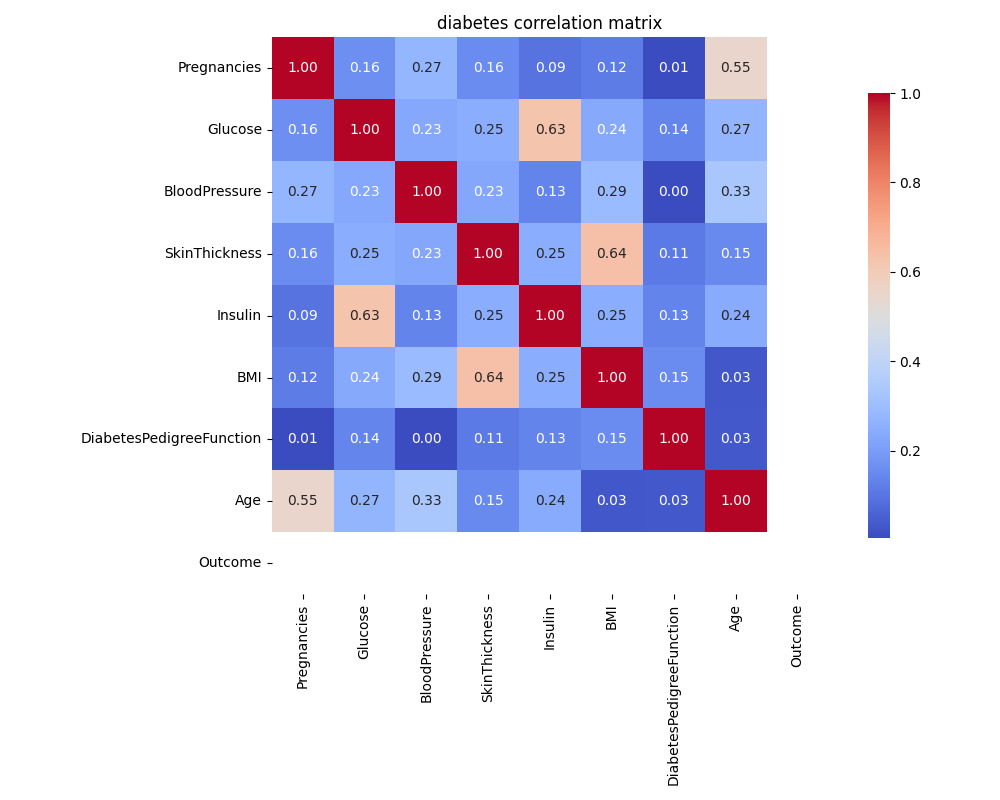 diabetes correlation matrix
Pregnancies 1.00 0.16 0.27 0.16 0.09 0.12 0.01 0.55
Glucose 0.16 1.00 0.23 0.25 0.63 0.24 0.14 0.27
BloodPressure 0.27 0.23 1.00 0.23 0.13 0.29 0.00 0.33
SkinThickness 0.16 0.25 0.23 1.00 0.25 0.64 0.11 0.15
Insulin 0.09 0.63 0.13 0.25 1.00 0.25 0.13 0.24
BMI 0.12 0.24 0.29 0.64 0.25 1.00 0.15 0.03
DiabetesPedigreeFunction 0.01 0.14 0.00 0.11 0.13 0.15 1.00 0.03
Age 0.55 0.27 0.33 0.15 0.24 0.03 0.03 1.00
Outcome
Pregnancies
Glucose
BloodPressure
SkinThickness
Insulin
BMI
DiabetesPedigreeFunction
Age
Outcome
1.0
0.8
0.6
0.4
0.2